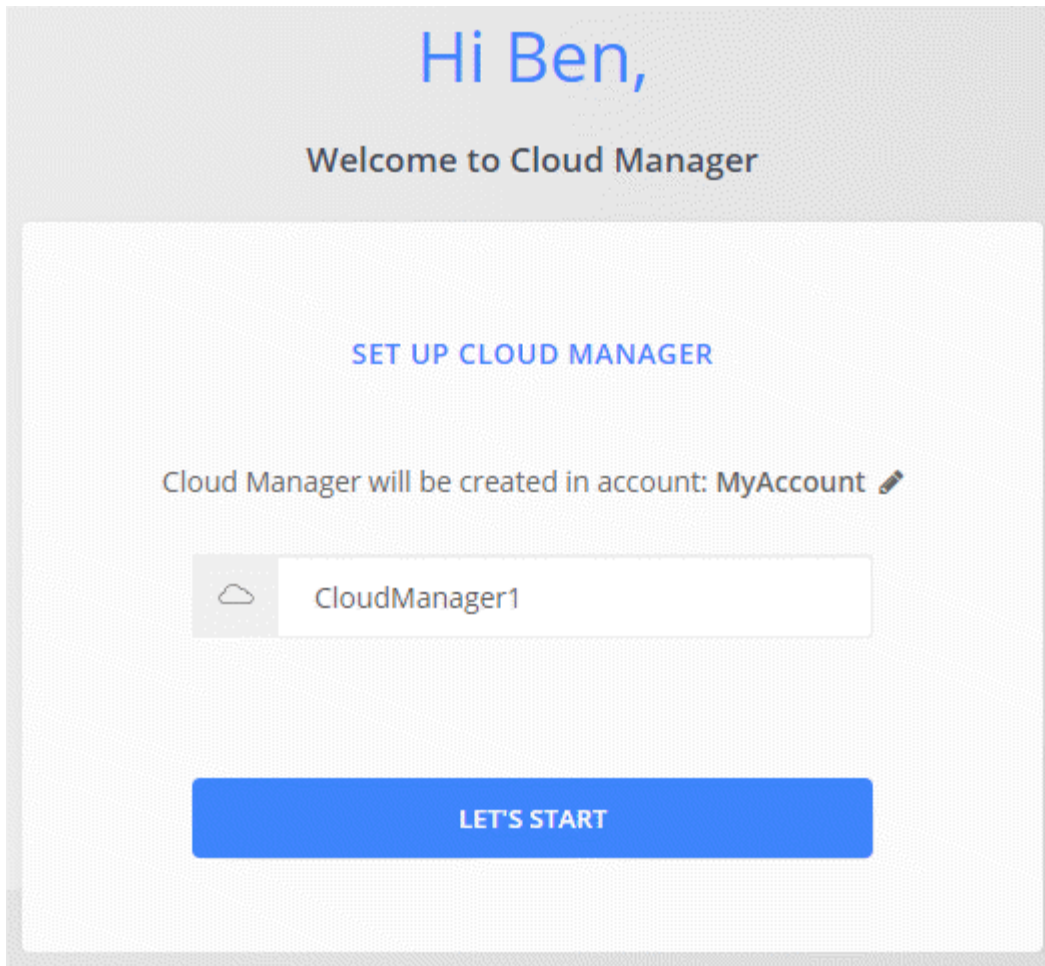 Hi Ben,
Welcome to Cloud Manager
SET UP CLOUD MANAGER
Cloud Manager will be created in account: MyAccount
CloudManager1
LET'S START